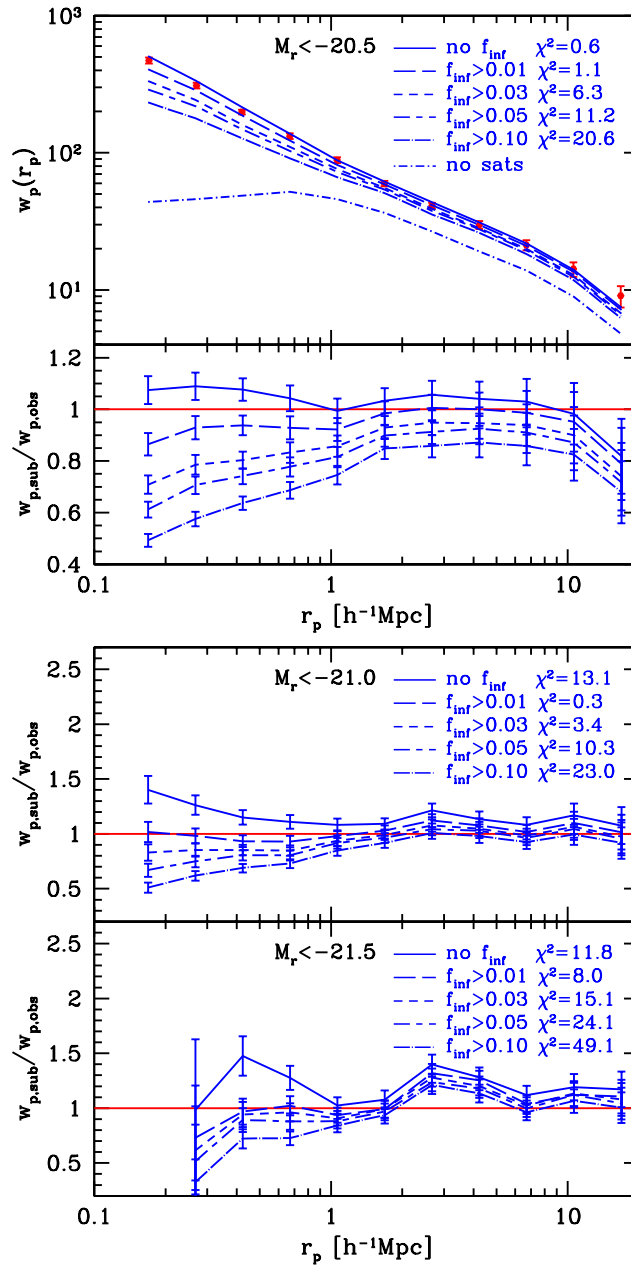 M_r<-20.5
no f_inf χ²=0.6
f_inf>0.01 χ²=1.1
f_inf>0.03 χ²=6.3
f_inf>0.05 χ²=11.2
f_inf>0.10 χ²=20.6
no sats
10³
10²
10¹
w_p(r_p)
1.2
1
0.8
0.6
0.4
w_p,sub/w_p,obs
0.1 1 10
r_p [h⁻¹Mpc]
M_r<-21.0
no f_inf χ²=13.1
f_inf>0.01 χ²=0.3
f_inf>0.03 χ²=3.4
f_inf>0.05 χ²=10.3
f_inf>0.10 χ²=23.0
2.5
2
1.5
1
0.5
w_p,sub/w_p,obs
M_r<-21.5
no f_inf χ²=11.8
f_inf>0.01 χ²=8.0
f_inf>0.03 χ²=15.1
f_inf>0.05 χ²=24.1
f_inf>0.10 χ²=49.1
2.5
2
1.5
1
0.5
w_p,sub/w_p,obs
0.1 1 10
r_p [h⁻¹Mpc]